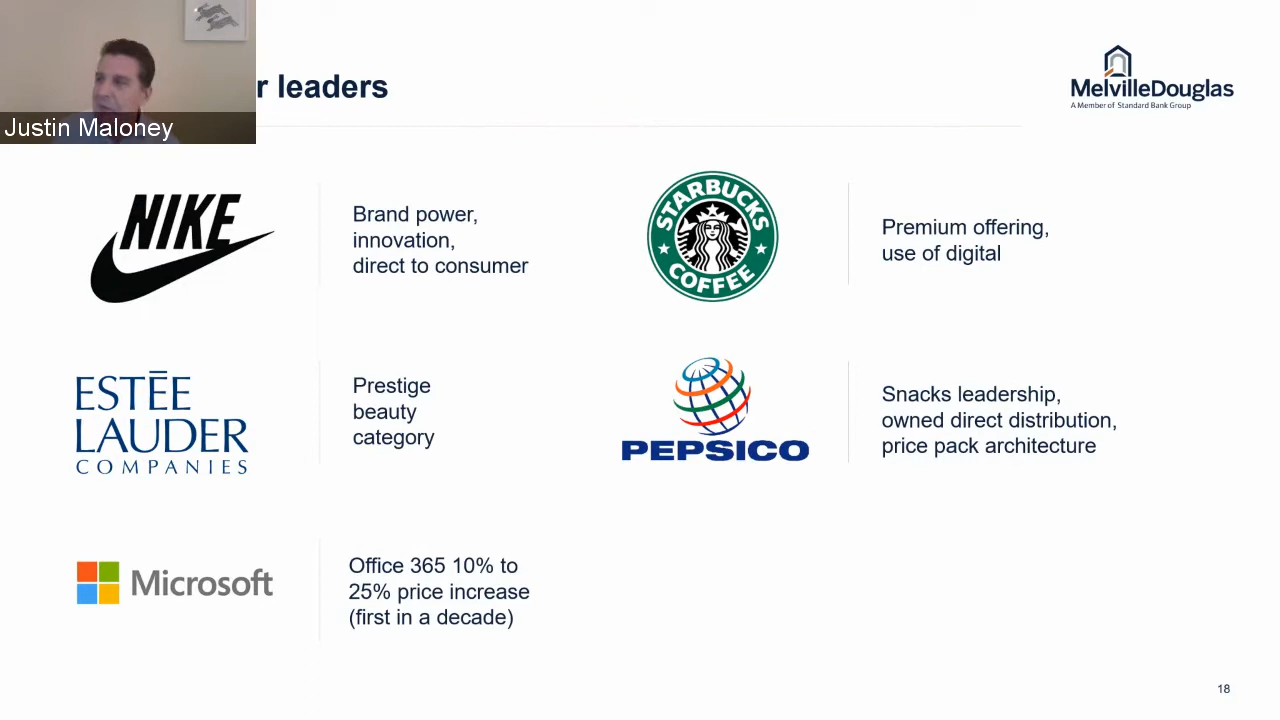 r leaders
Justin Maloney
MelvilleDouglas
A Member of Standard Bank Group
NIKE
Brand power,
innovation,
direct to consumer
STARBUCKS
COFFEE
Premium offering,
use of digital
ESTĒE
LAUDER
COMPANIES
Prestige
beauty
category
PEPSICO
Snacks leadership,
owned direct distribution,
price pack architecture
Microsoft
Office 365 10% to
25% price increase
(first in a decade)
18